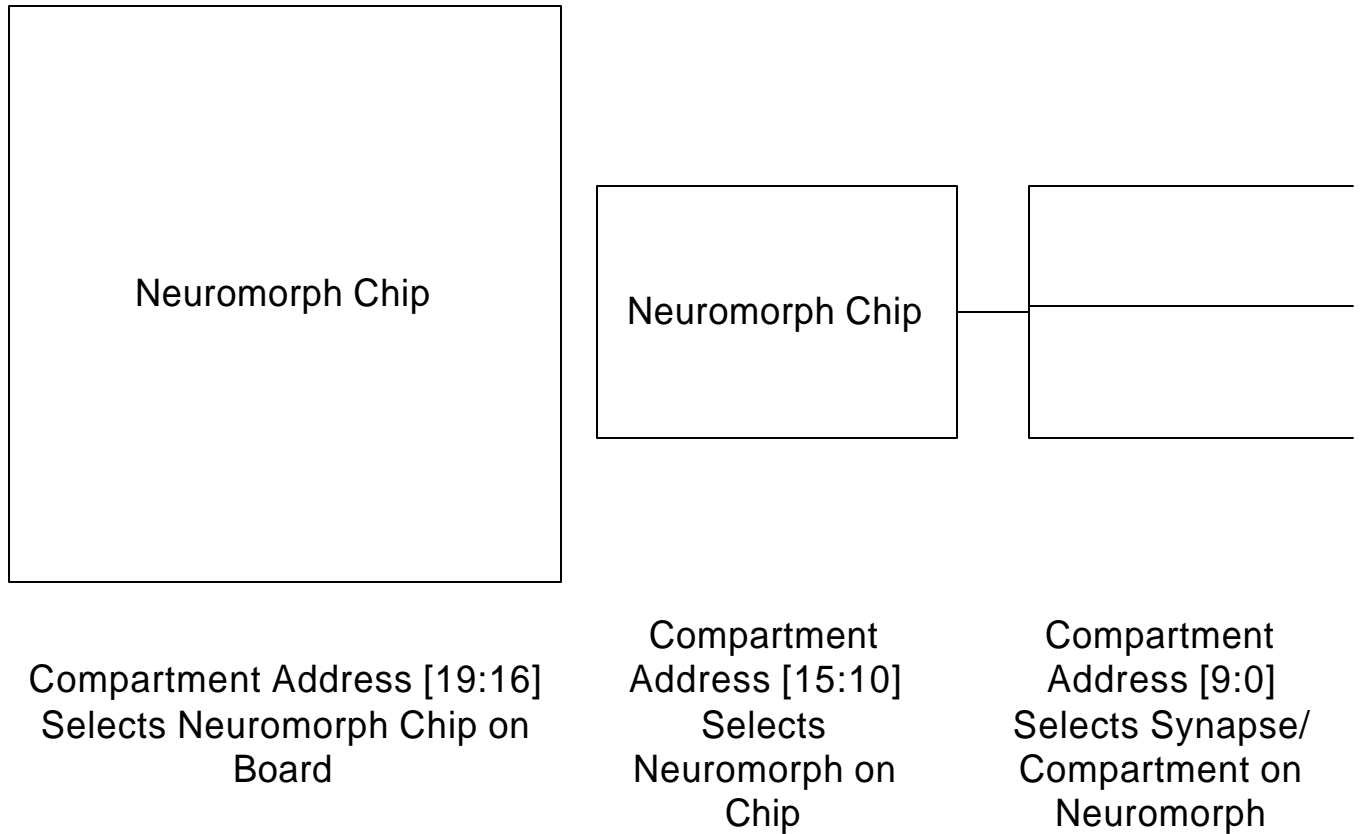 Neuromorph Chip
Neuromorph Chip
Compartment Address [19:16]
Selects Neuromorph Chip on
Board
Compartment
Address [15:10]
Selects
Neuromorph on
Chip
Compartment
Address [9:0]
Selects Synapse/
Compartment on
Neuromorph